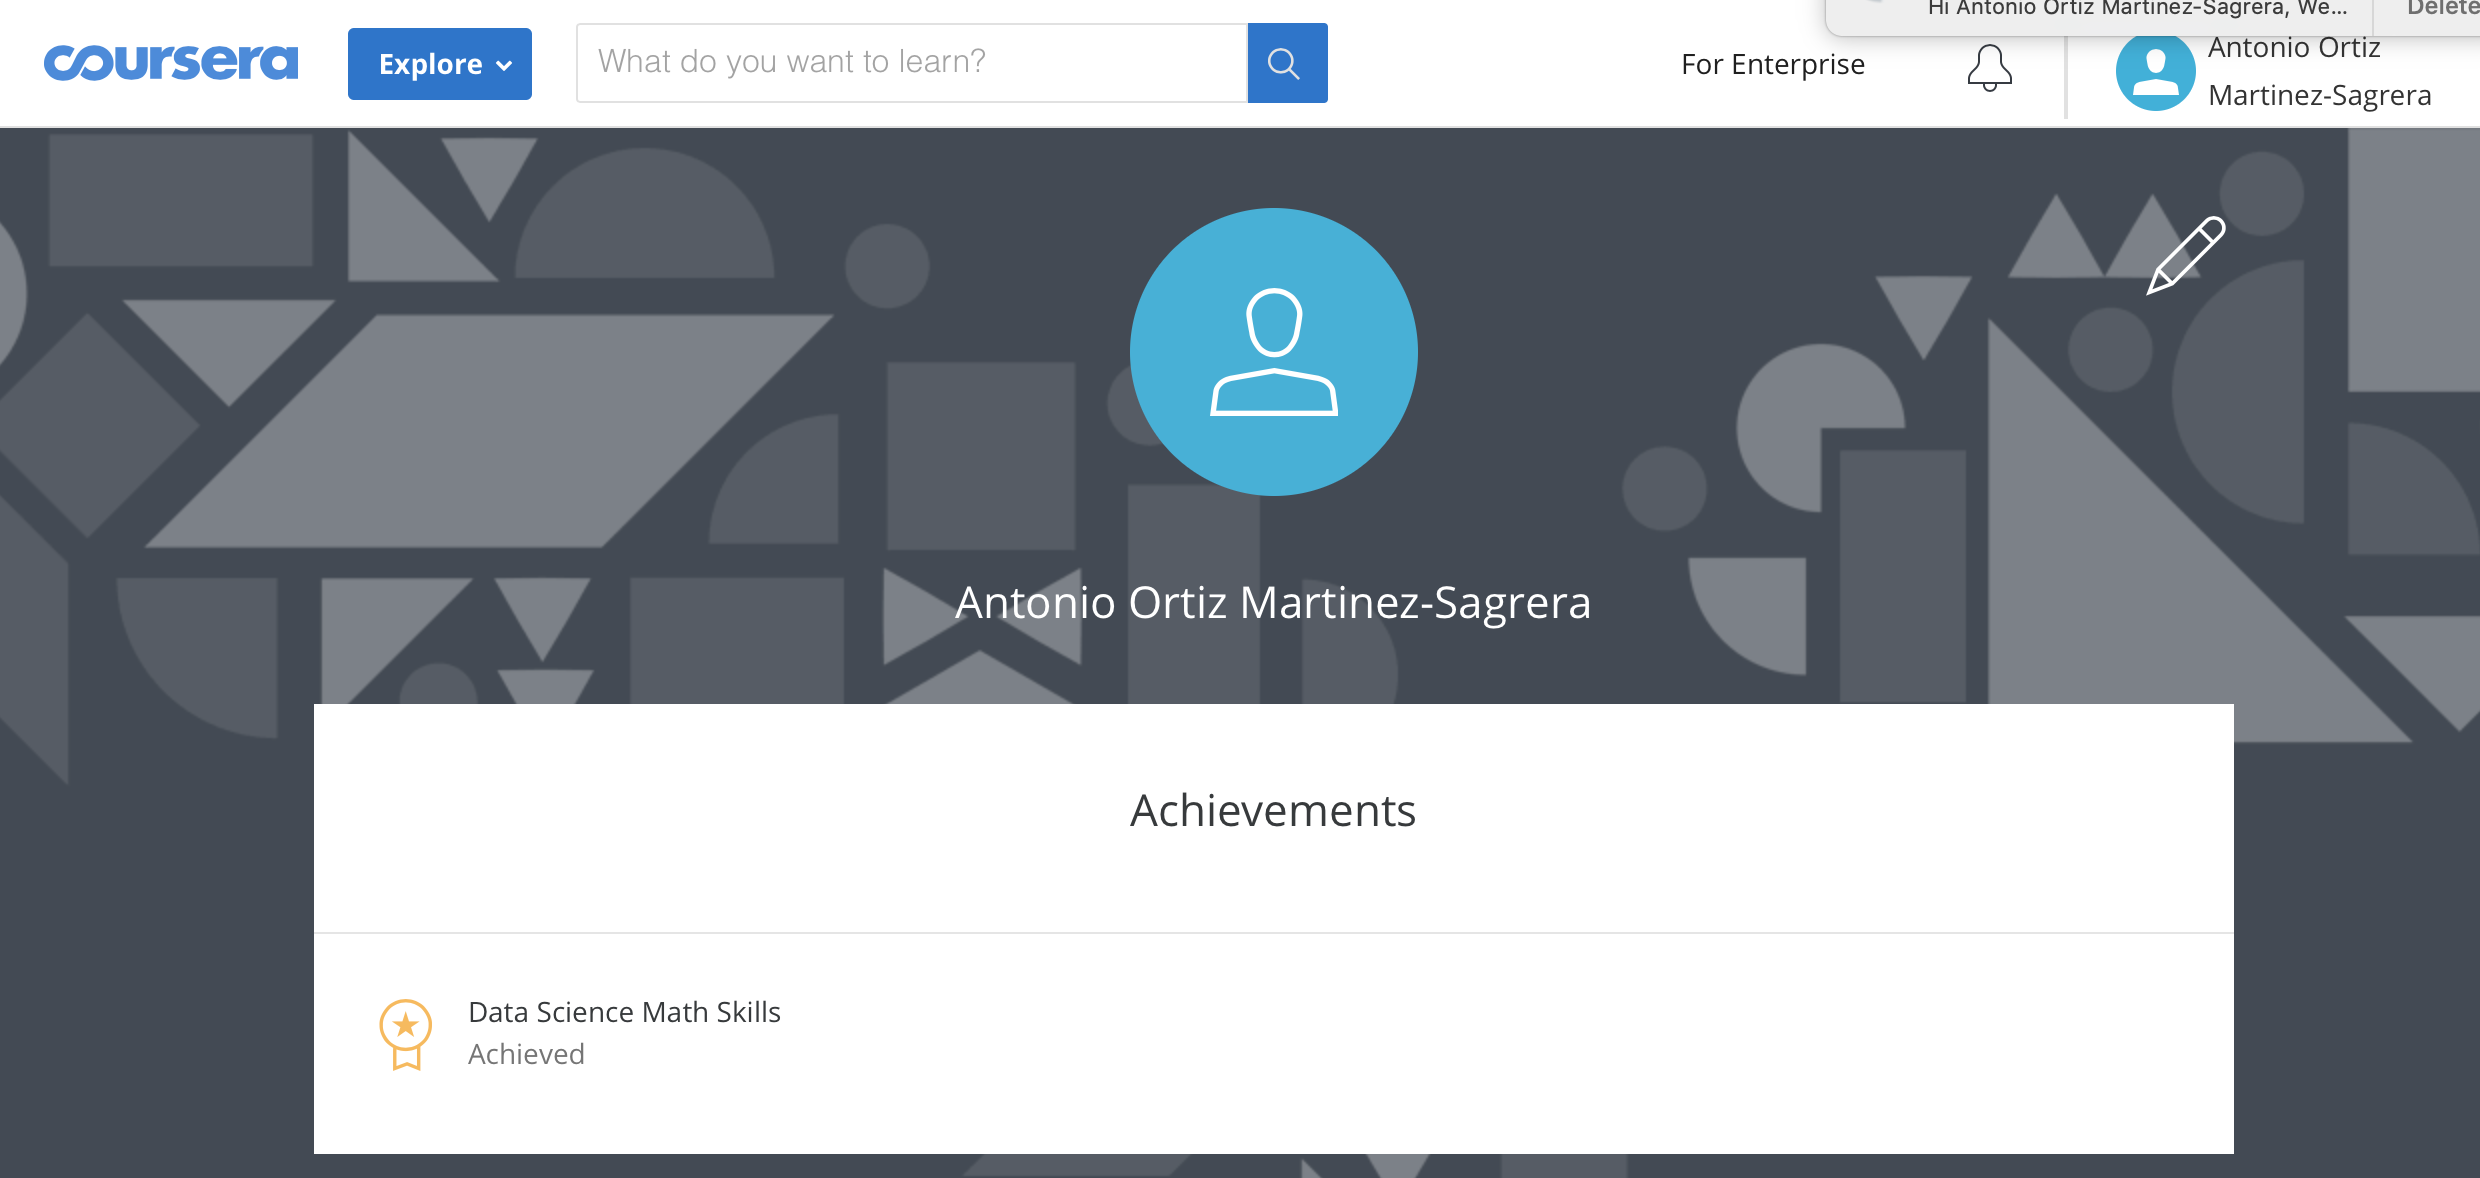 Hi Antonio Ortiz Martinez-Sagrera, We...
Delete
coursera
Explore
What do you want to learn?
For Enterprise
Antonio Ortiz
Martinez-Sagrera
Antonio Ortiz Martinez-Sagrera
Achievements
Data Science Math Skills
Achieved